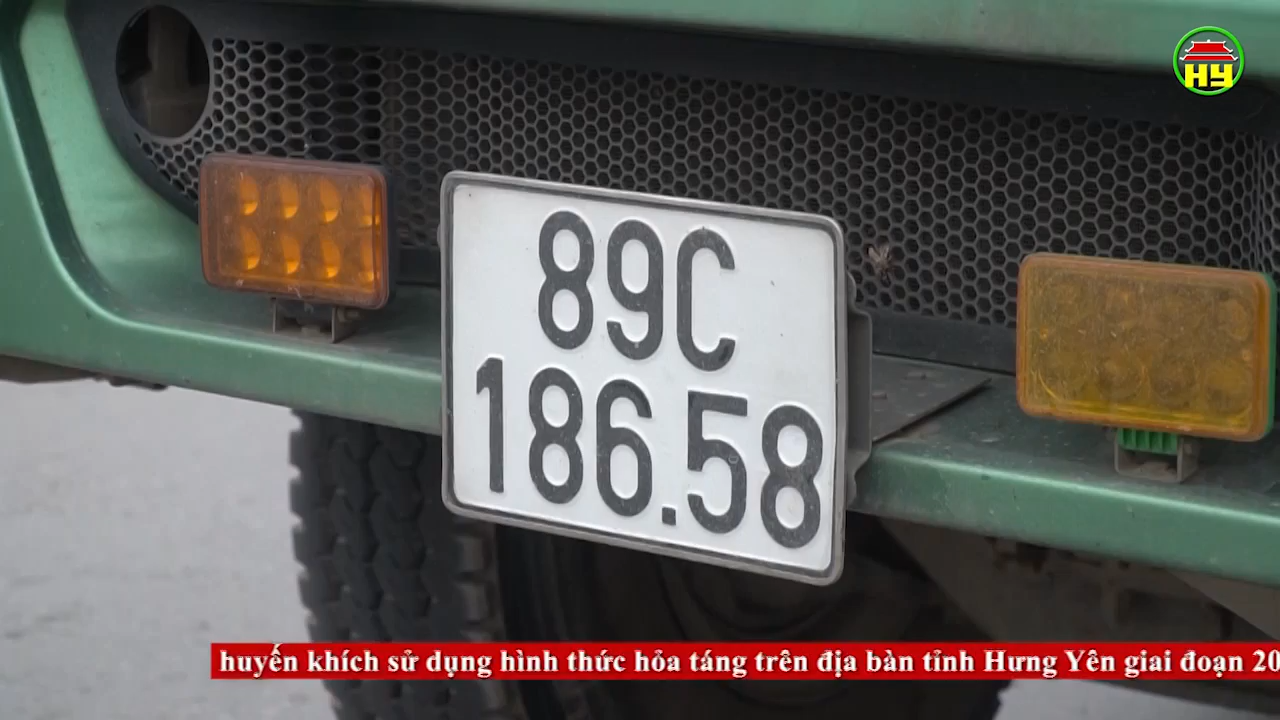 HY
89C
186.58
huyến khích sử dụng hình thức hỏa táng trên địa bàn tỉnh Hưng Yên giai đoạn 20